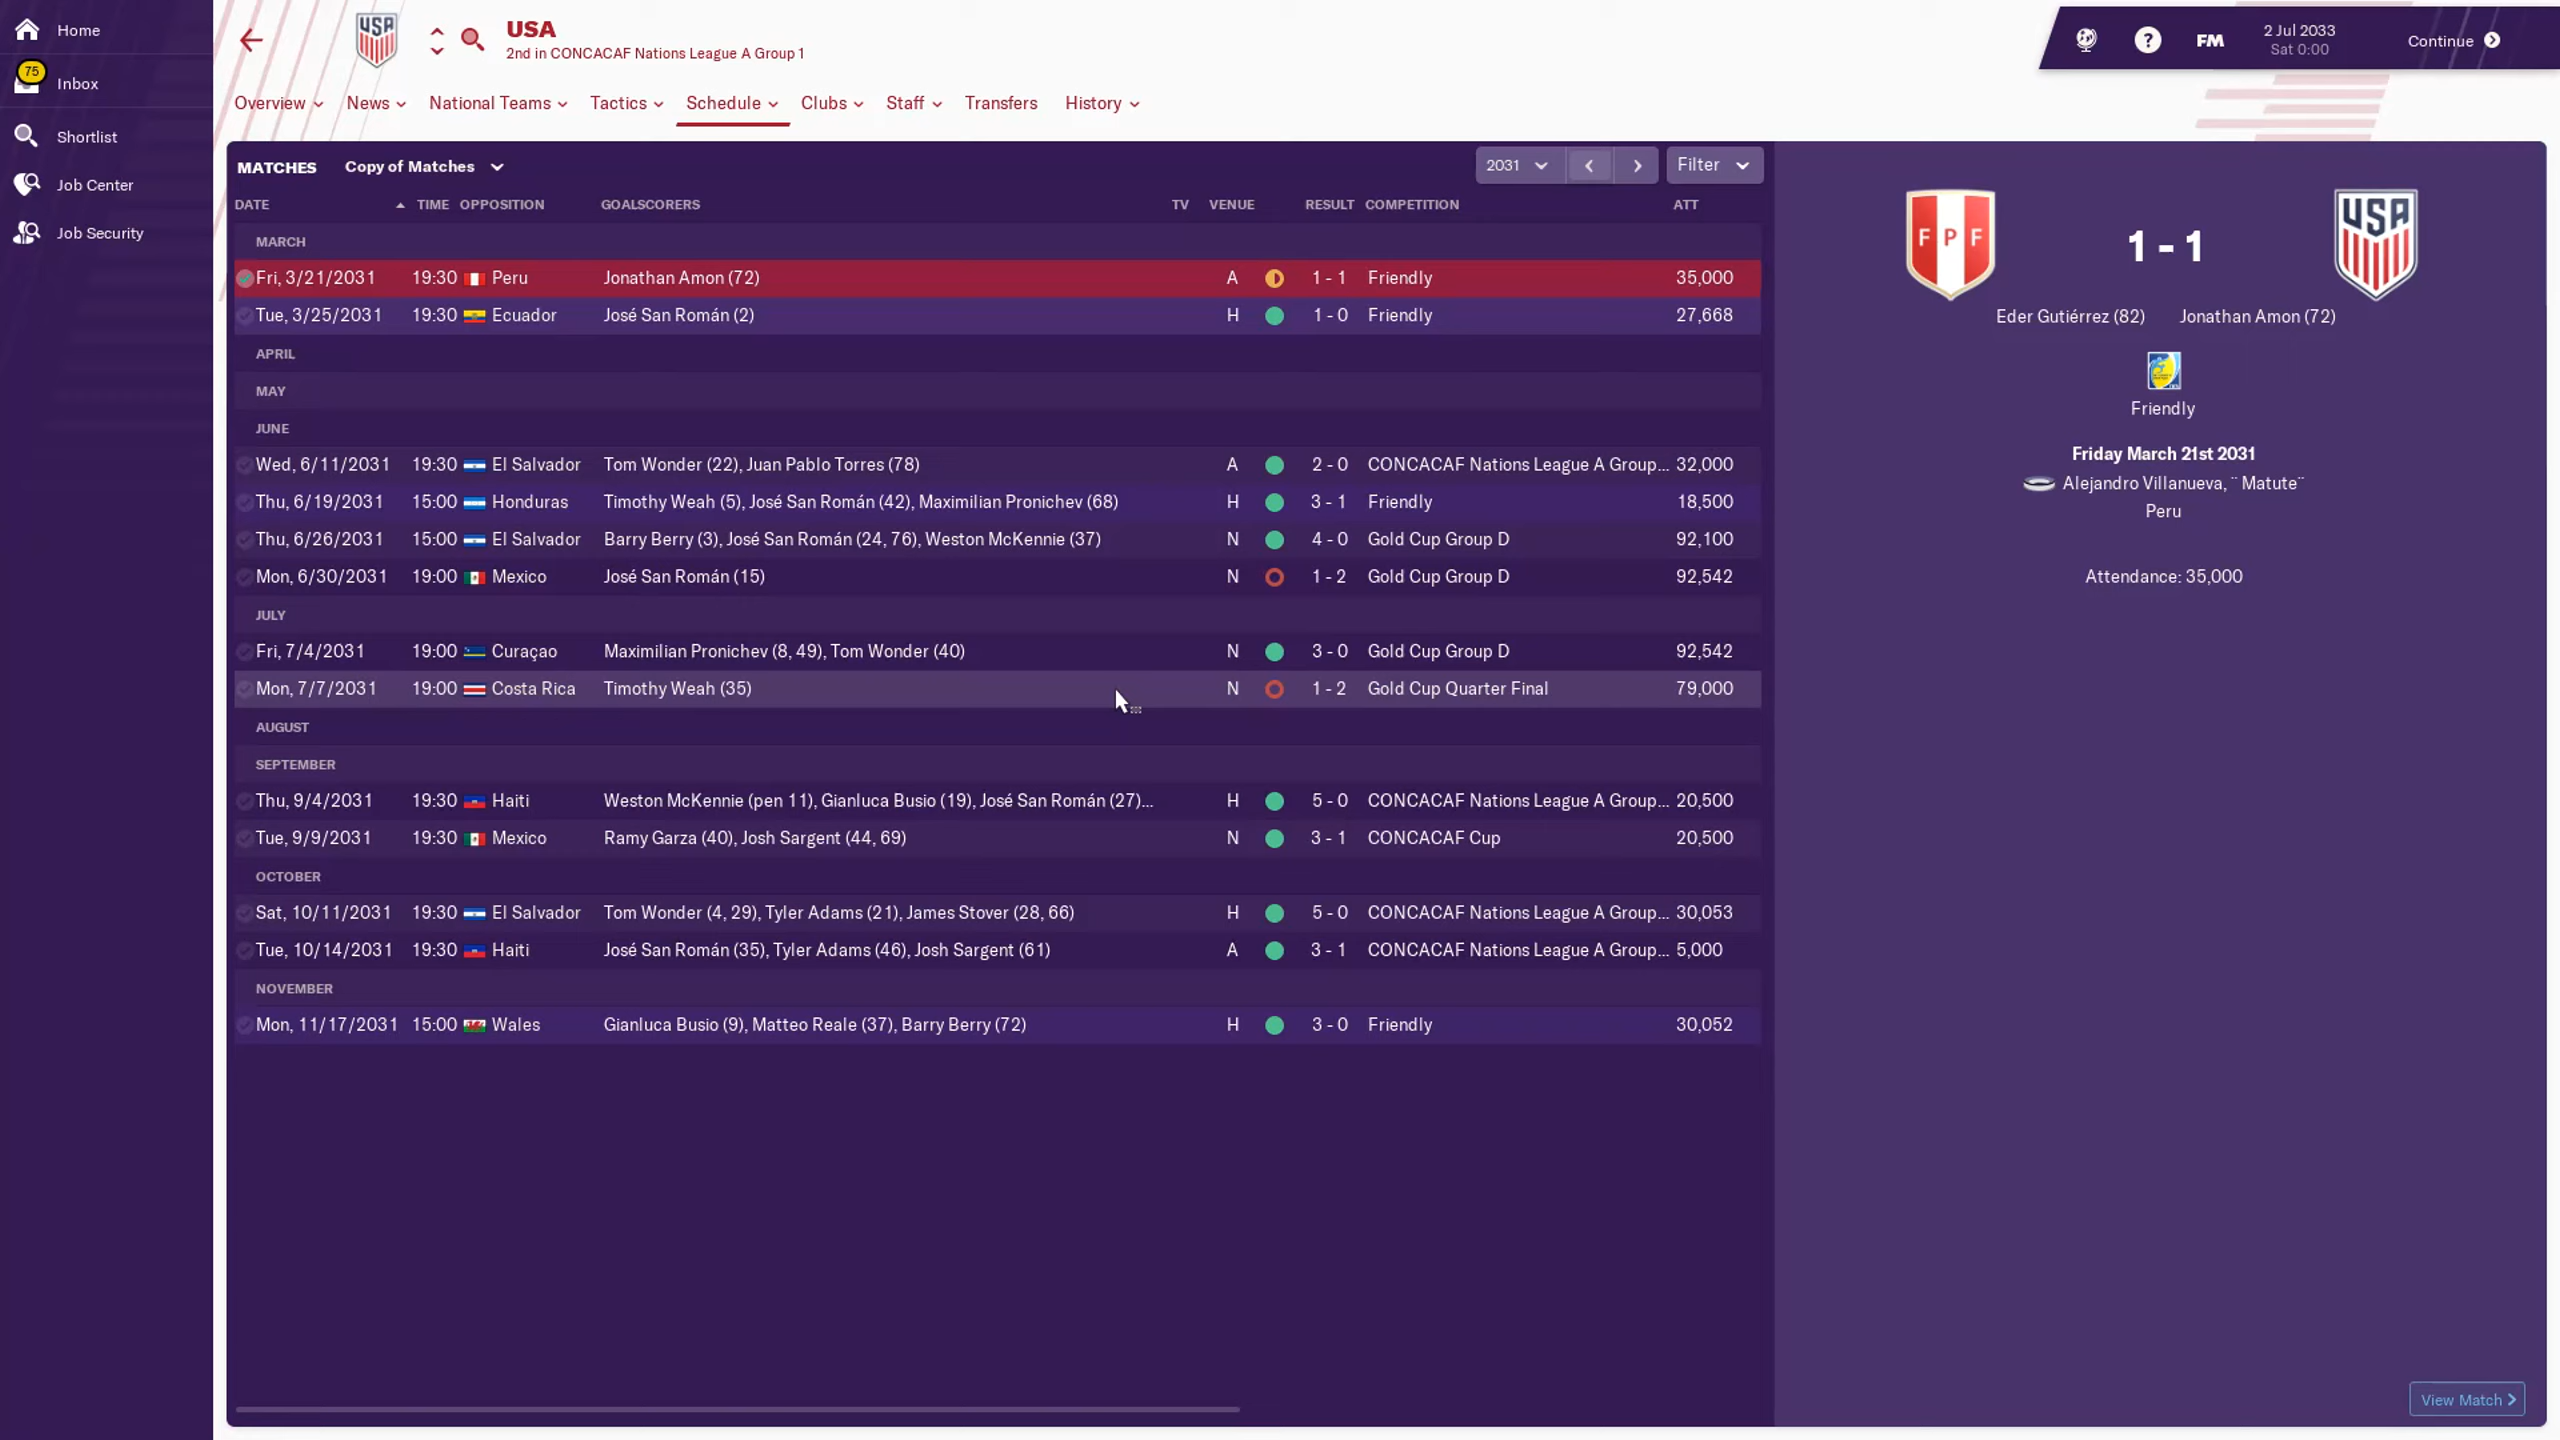 Home
75
Inbox
Shortlist
Job Center
Job Security
USA
USA
2nd in CONCACAF Nations League A Group 1
FM
2 Jul 2033
Sat 0:00
Continue
Overview News National Teams Tactics Schedule Clubs Staff Transfers History
MATCHES Copy of Matches 2031 Filter
DATE TIME OPPOSITION GOALSCORERS TV VENUE RESULT COMPETITION ATT
MARCH
Fri, 3/21/2031 19:30 Peru Jonathan Amon (72) A 1 - 1 Friendly 35,000
Tue, 3/25/2031 19:30 Ecuador José San Román (2) H 1 - 0 Friendly 27,668
APRIL
MAY
JUNE
Wed, 6/11/2031 19:30 El Salvador Tom Wonder (22), Juan Pablo Torres (78) A 2 - 0 CONCACAF Nations League A Group... 32,000
Thu, 6/19/2031 15:00 Honduras Timothy Weah (5), José San Román (42), Maximilian Pronichev (68) H 3 - 1 Friendly 18,500
Thu, 6/26/2031 15:00 El Salvador Barry Berry (3), José San Román (24, 76), Weston McKennie (37) N 4 - 0 Gold Cup Group D 92,100
Mon, 6/30/2031 19:00 Mexico José San Román (15) N 1 - 2 Gold Cup Group D 92,542
JULY
Fri, 7/4/2031 19:00 Curaçao Maximilian Pronichev (8, 49), Tom Wonder (40) N 3 - 0 Gold Cup Group D 92,542
Mon, 7/7/2031 19:00 Costa Rica Timothy Weah (35) N 1 - 2 Gold Cup Quarter Final 79,000
AUGUST
SEPTEMBER
Thu, 9/4/2031 19:30 Haiti Weston McKennie (pen 11), Gianluca Busio (19), José San Román (27)... H 5 - 0 CONCACAF Nations League A Group... 20,500
Tue, 9/9/2031 19:30 Mexico Ramy Garza (40), Josh Sargent (44, 69) N 3 - 1 CONCACAF Cup 20,500
OCTOBER
Sat, 10/11/2031 19:30 El Salvador Tom Wonder (4, 29), Tyler Adams (21), James Stover (28, 66) H 5 - 0 CONCACAF Nations League A Group... 30,053
Tue, 10/14/2031 19:30 Haiti José San Román (35), Tyler Adams (46), Josh Sargent (61) A 3 - 1 CONCACAF Nations League A Group... 5,000
NOVEMBER
Mon, 11/17/2031 15:00 Wales Gianluca Busio (9), Matteo Reale (37), Barry Berry (72) H 3 - 0 Friendly 30,052
FPF 1 - 1 USA
Eder Gutiérrez (82) Jonathan Amon (72)
Friendly
Friday March 21st 2031
Alejandro Villanueva, ¨ Matute¨
Peru
Attendance: 35,000
View Match